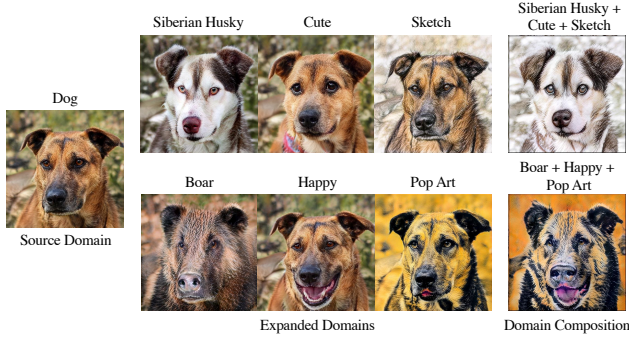 Siberian Husky
Cute
Sketch
Siberian Husky +
Cute + Sketch
Dog
Source Domain
Boar
Happy
Pop Art
Boar + Happy +
Pop Art
Expanded Domains
Domain Composition